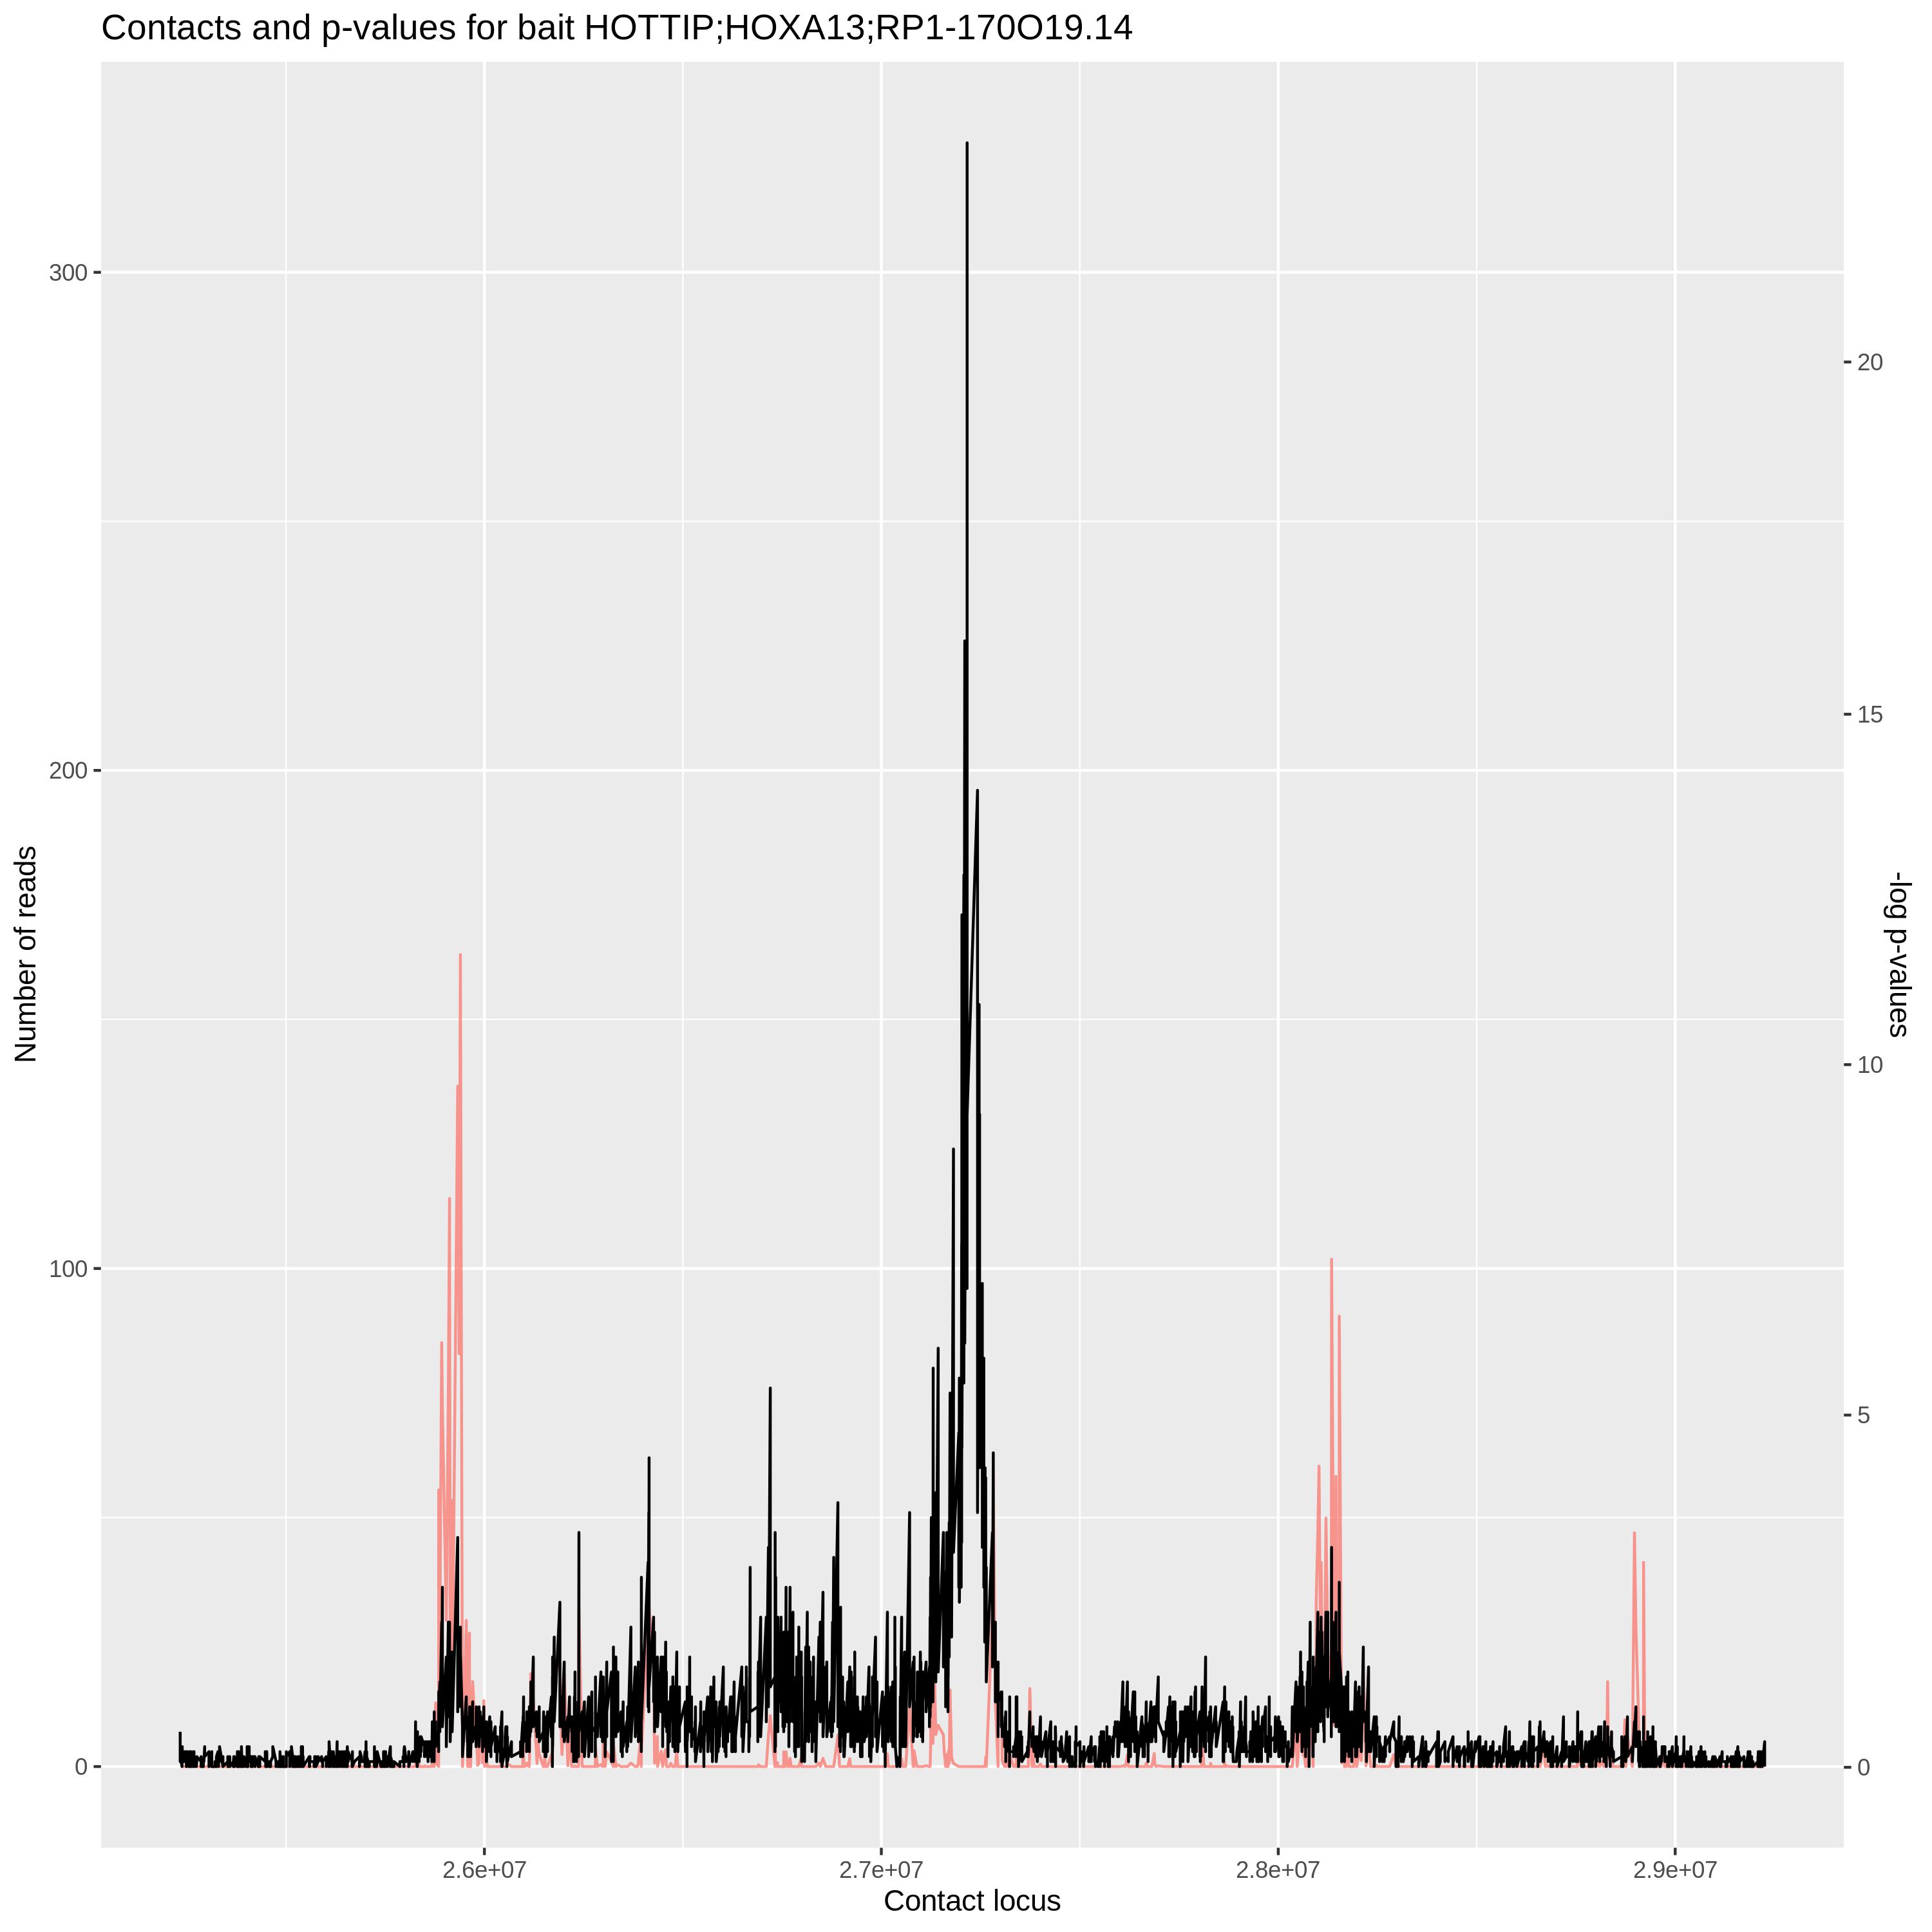 Contacts and p-values for bait HOTTIP;HOXA13;RP1-170O19.14
300
200
100
0
Number of reads
20
15
10
5
0
-log p-values
2.6e+07
2.7e+07
2.8e+07
2.9e+07
Contact locus